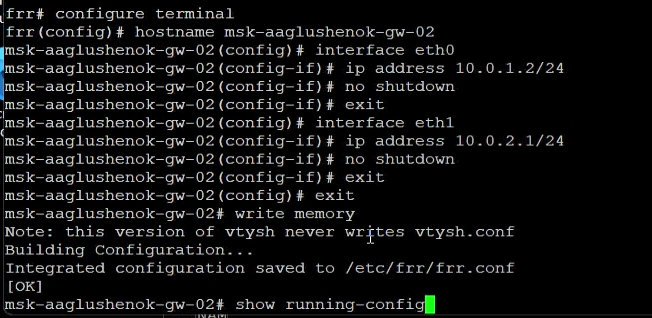 frr# configure terminal
frr(config)# hostname msk-aaglushenok-gw-02
msk-aaglushenok-gw-02(config)# interface eth0
msk-aaglushenok-gw-02(config-if)# ip address 10.0.1.2/24
msk-aaglushenok-gw-02(config-if)# no shutdown
msk-aaglushenok-gw-02(config-if)# exit
msk-aaglushenok-gw-02(config)# interface eth1
msk-aaglushenok-gw-02(config-if)# ip address 10.0.2.1/24
msk-aaglushenok-gw-02(config-if)# no shutdown
msk-aaglushenok-gw-02(config-if)# exit
msk-aaglushenok-gw-02(config)# exit
msk-aaglushenok-gw-02# write memory
Note: this version of vtysh never writes vtysh.conf
Building Configuration...
Integrated configuration saved to /etc/frr/frr.conf
[OK]
msk-aaglushenok-gw-02# show running-config